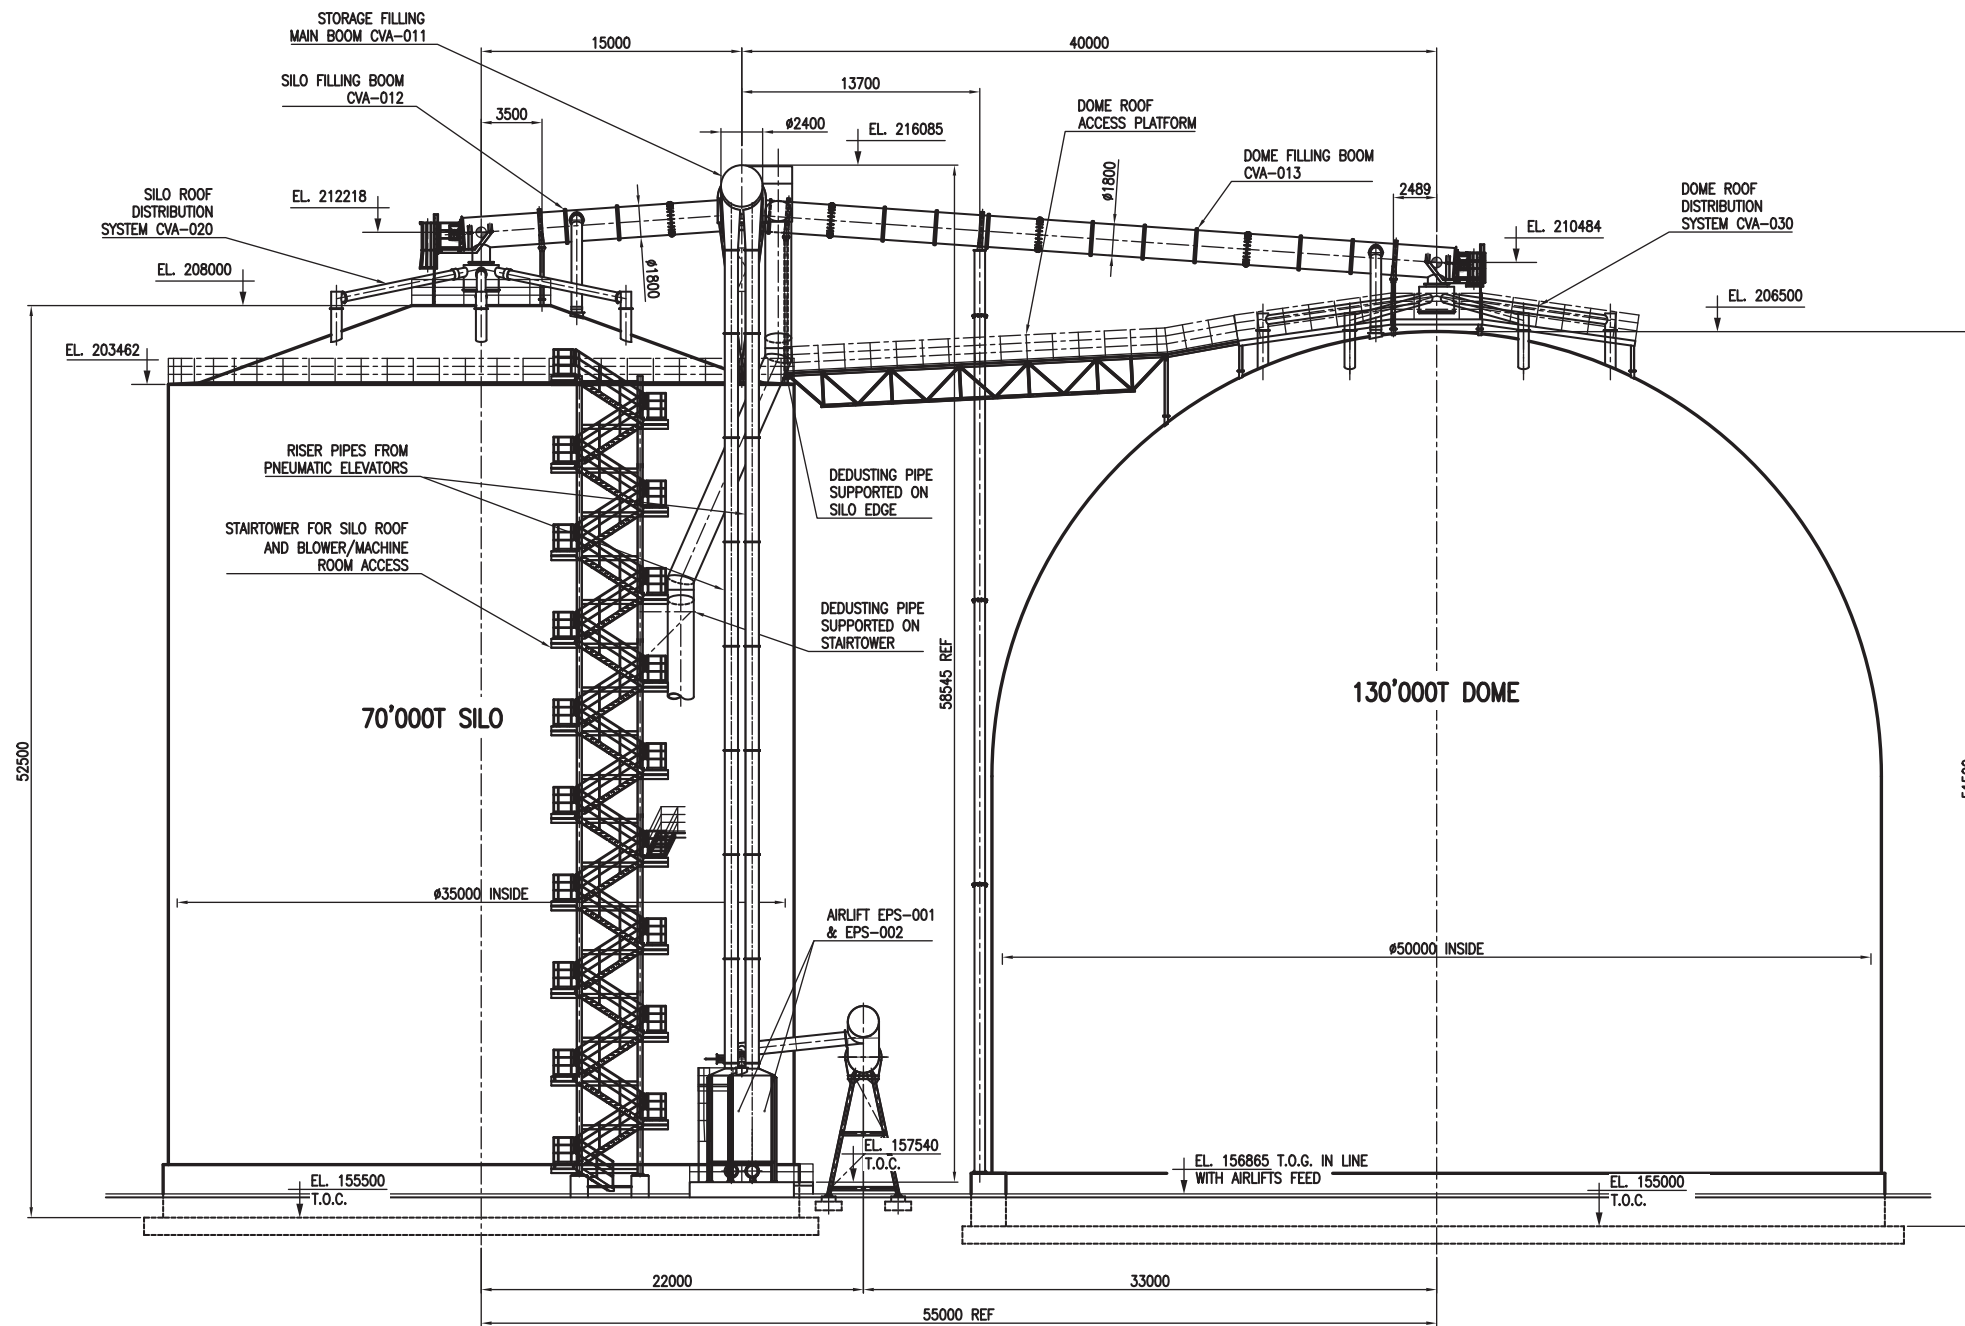 STORAGE FILLING
MAIN BOOM CVA-011
15000
40000
SILO FILLING BOOM
CVA-012
13700
3500
ø2400
EL. 216085
DOME ROOF
ACCESS PLATFORM
DOME FILLING BOOM
CVA-013
ø1800
2489
SILO ROOF
DISTRIBUTION
SYSTEM CVA-020
EL. 212218
DOME ROOF
DISTRIBUTION
SYSTEM CVA-030
EL. 210484
ø1800
EL. 208000
EL. 206500
EL. 203462
RISER PIPES FROM
PNEUMATIC ELEVATORS
DEDUSTING PIPE
SUPPORTED ON
SILO EDGE
STAIRTOWER FOR SILO ROOF
AND BLOWER/MACHINE
ROOM ACCESS
DEDUSTING PIPE
SUPPORTED ON
STAIRTOWER
58545 REF
70'000T SILO
130'000T DOME
52500
ø35000 INSIDE
AIRLIFT EPS-001
& EPS-002
ø50000 INSIDE
EL. 157540
T.O.C.
EL. 156865 T.O.G. IN LINE
WITH AIRLIFTS FEED
EL. 155500
T.O.C.
EL. 155000
T.O.C.
22000
33000
55000 REF